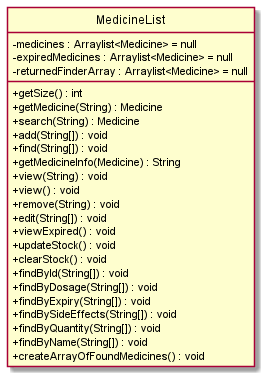 MedicineList
-medicines : Arraylist<Medicine> = null
-expiredMedicines : Arraylist<Medicine> = null
-returnedFinderArray : Arraylist<Medicine> = null
+getSize() : int
+getMedicine(String) : Medicine
+search(String) : Medicine
+add(String[]) : void
+find(String[]) : void
+getMedicineInfo(Medicine) : String
+view(String) : void
+view() : void
+remove(String) : void
+edit(String[]) : void
+viewExpired() : void
+updateStock() : void
+clearStock() : void
+findById(String[]) : void
+findByDosage(String[]) : void
+findByExpiry(String[]) : void
+findBySideEffects(String[]) : void
+findByQuantity(String[]) : void
+findByName(String[]) : void
+createArrayOfFoundMedicines() : void